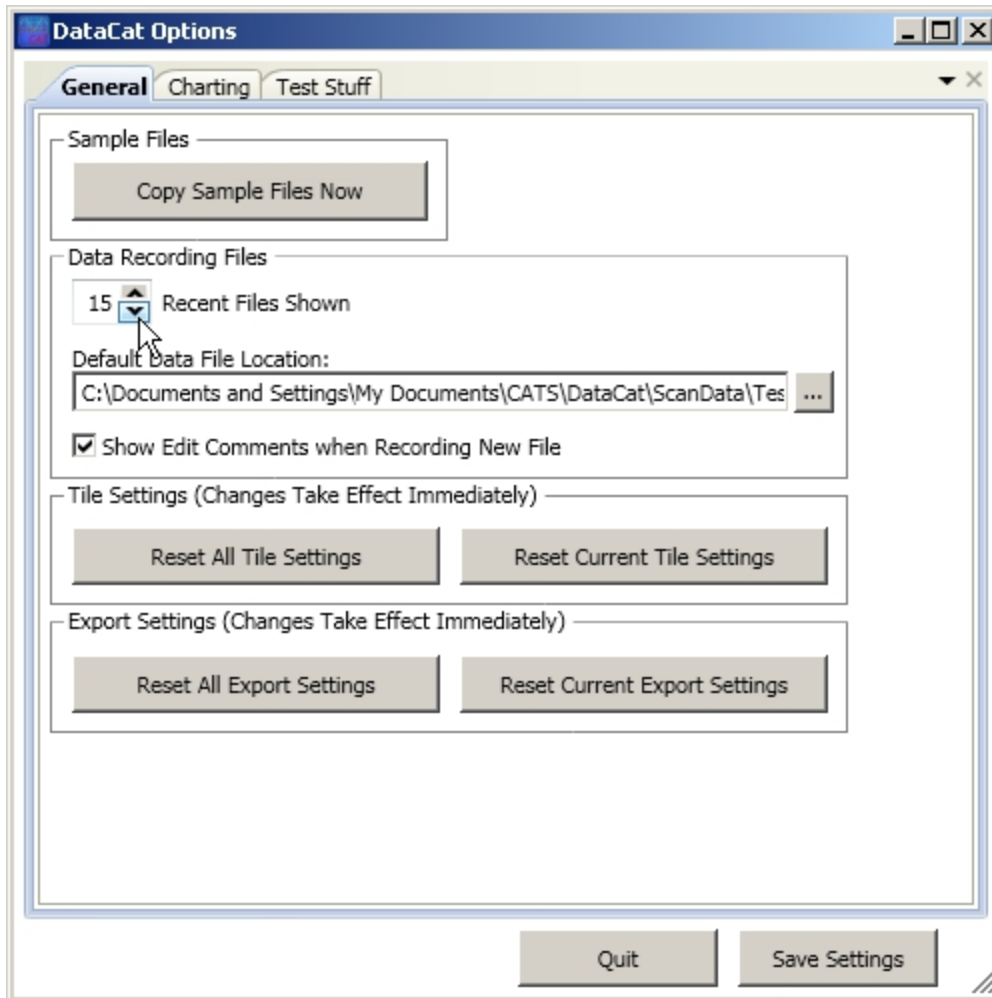 DataCat Options
General Charting Test Stuff
Sample Files
Copy Sample Files Now
Data Recording Files
15 Recent Files Shown
Default Data File Location:
C:\Documents and Settings\My Documents\CATS\DataCat\ScanData\Tes ...
Show Edit Comments when Recording New File
Tile Settings (Changes Take Effect Immediately)
Reset All Tile Settings Reset Current Tile Settings
Export Settings (Changes Take Effect Immediately)
Reset All Export Settings Reset Current Export Settings
Quit Save Settings